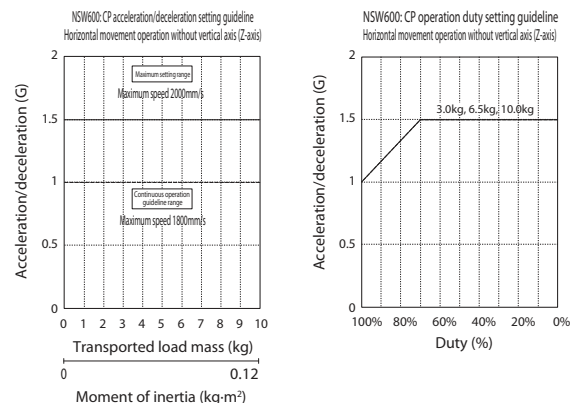 NSW600: CP acceleration/deceleration setting guideline
Horizontal movement operation without vertical axis (Z-axis)
Acceleration/deceleration (G)
2
1.5
1
0.5
0
Maximum setting range
Maximum speed 2000mm/s
Continuous operation
guideline range
Maximum speed 1800mm/s
0 1 2 3 4 5 6 7 8 9 10
Transported load mass (kg)
0 0.12
Moment of inertia (kg·m²)
NSW600: CP operation duty setting guideline
Horizontal movement operation without vertical axis (Z-axis)
Acceleration/deceleration (G)
2
1.5
1
0.5
0
3.0kg, 6.5kg, 10.0kg
100% 80% 60% 40% 20% 0%
Duty (%)